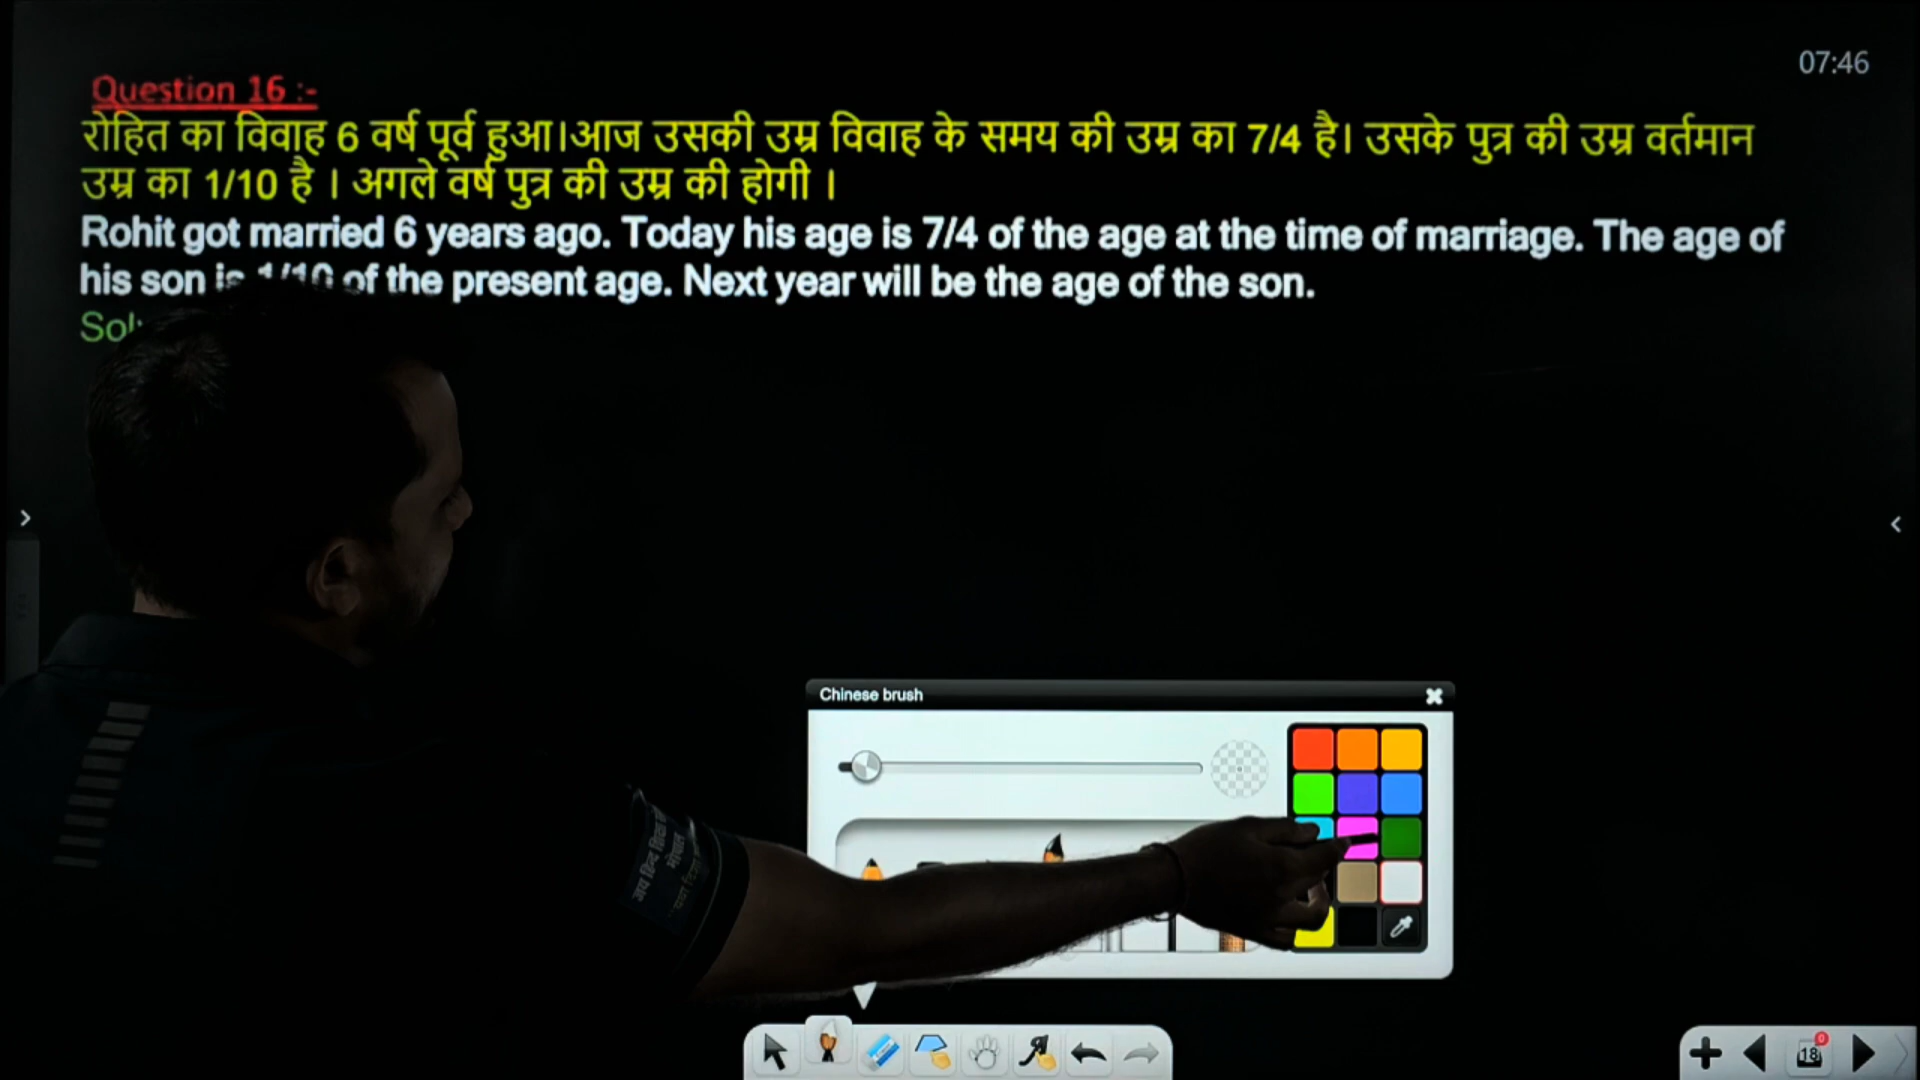 07:46
Question 16 :-
रोहित का विवाह 6 वर्ष पूर्व हुआ।आज उसकी उम्र विवाह के समय की उम्र का 7/4 है। उसके पुत्र की उम्र वर्तमान
उम्र का 1/10 है । अगले वर्ष पुत्र की उम्र की होगी ।
Rohit got married 6 years ago. Today his age is 7/4 of the age at the time of marriage. The age of
his son is 1/10 of the present age. Next year will be the age of the son.
Chinese brush
18